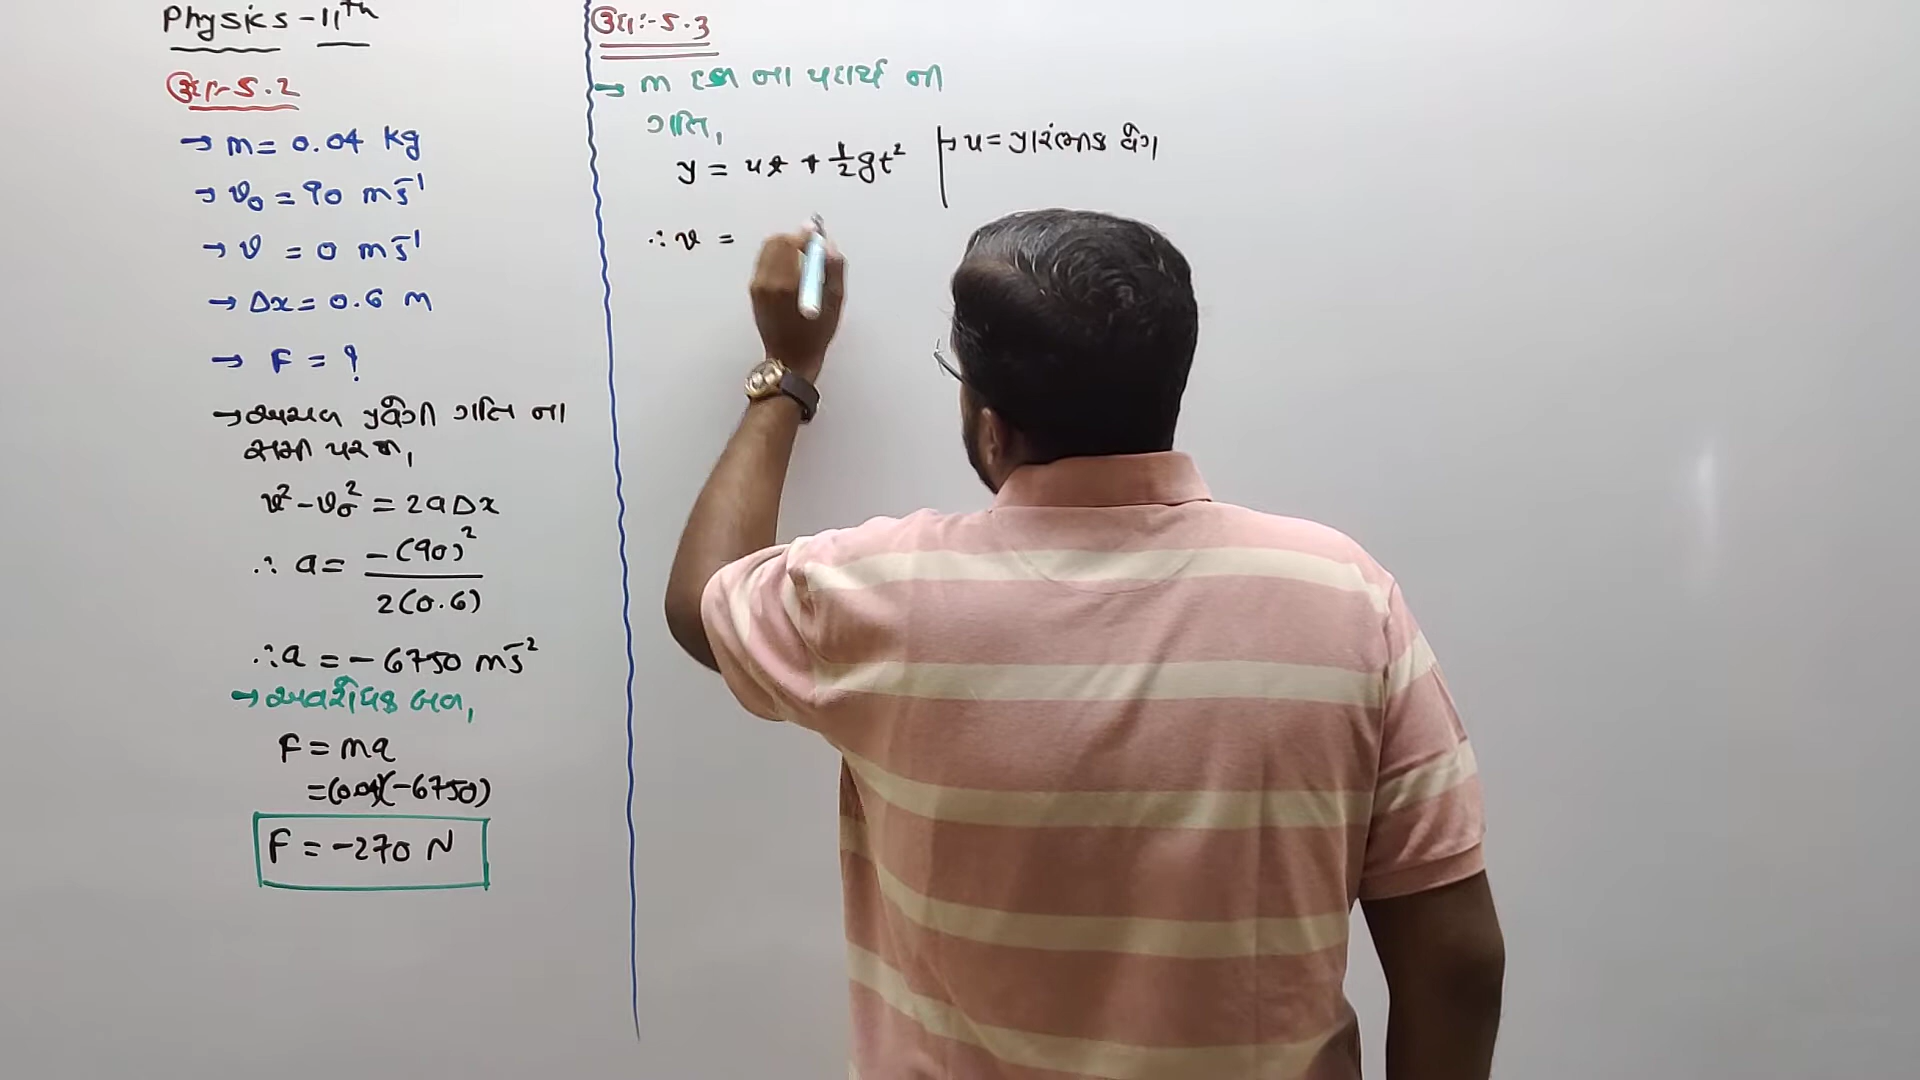 Physics - 11th
ઉદા:- 5.2
→ m = 0.04 kg
→ v₀ = 90 ms⁻¹
→ v = 0 ms⁻¹
→ Δx = 0.6 m
→ F = ?
→ અચળ પ્રવેગી ગતિ ના
સમી પર થી,
v² - v₀² = 2aΔx
∴ a = -(90)² / 2(0.6)
∴ a = -6750 ms⁻²
→ અવરોધક બળ,
F = ma
= (0.04)(-6750)
F = -270 N
ઉદા:- 5.3
→ m દળ ના પદાર્થ ની
ગતિ,
y = ut + ½gt²
→ u = પ્રારંભિક વેગ
∴ v =